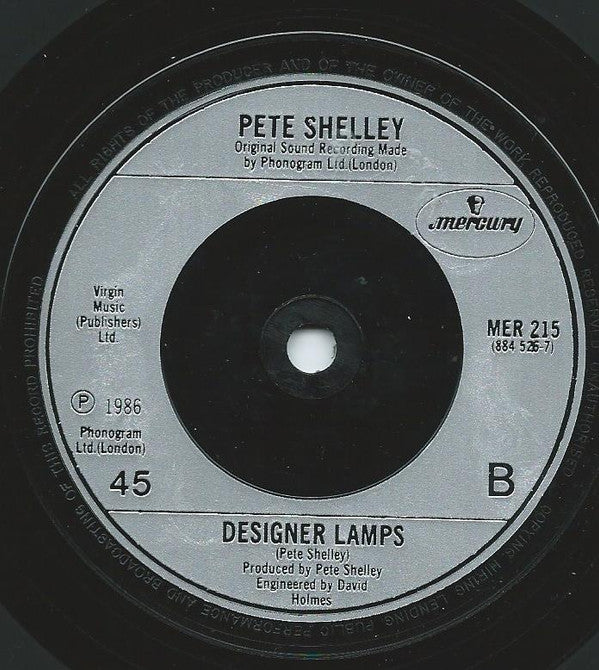 ALL RIGHTS OF THE PRODUCER AND OF THE OWNER OF THE WORK REPRODUCED RESERVED
COPYING HIRING LENDING PUBLIC PERFORMANCE AND BROADCASTING OF THIS RECORD PROHIBITED
PETE SHELLEY
Original Sound Recording Made
by Phonogram Ltd.(London)
mercury
Virgin
Music
(Publishers)
Ltd.
MER 215
(884 526-7)
Ⓟ 1986
Phonogram
Ltd.(London)
45
B
DESIGNER LAMPS
(Pete Shelley)
Produced by Pete Shelley
Engineered by David
Holmes